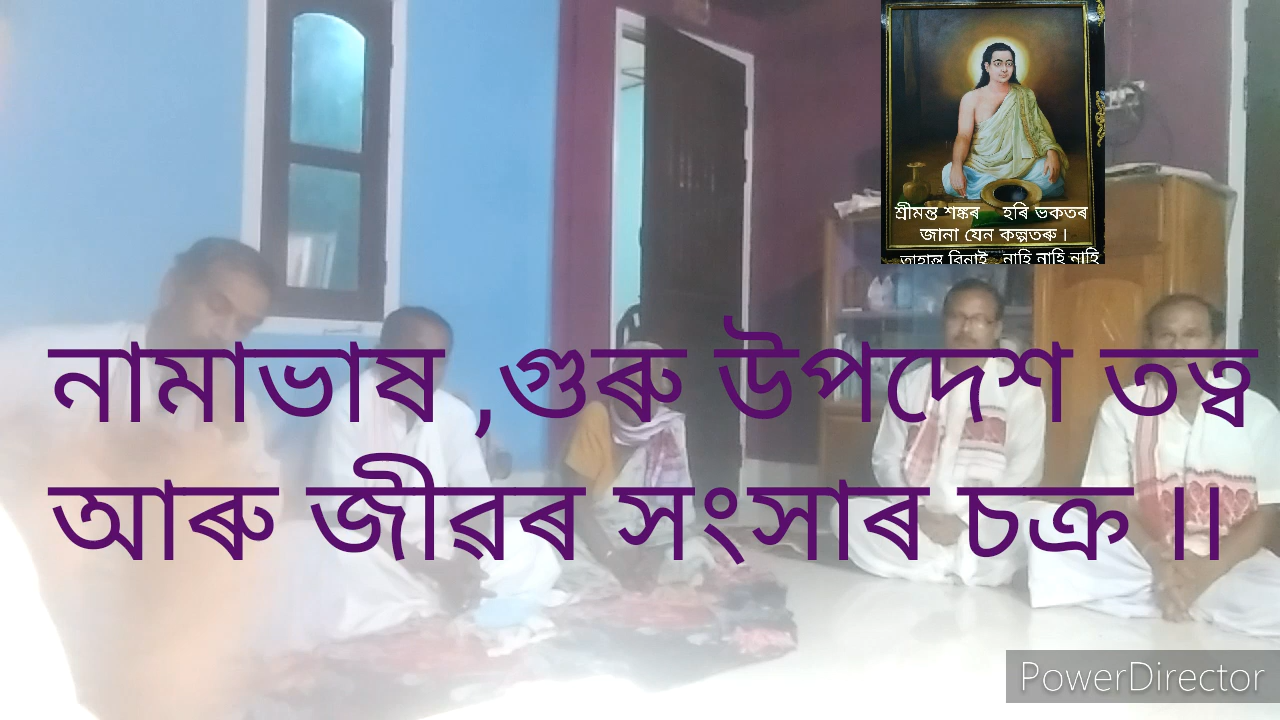 শ্ৰীমন্ত শঙ্কৰ হৰি ভকতৰ
জানা যেন কল্পতৰু ।
তাহান্ত বিনাই নাহি নাহি নাহি
নামাভাষ ,গুৰু উপদেশ তত্ব
আৰু জীৱৰ সংসাৰ চক্ৰ ।।
PowerDirector